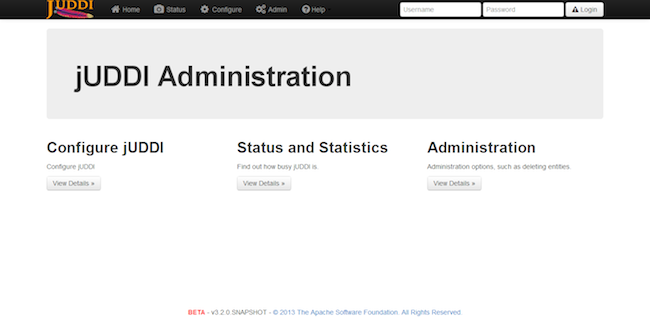 jUDDI
Home Status Configure Admin Help Username Password Login
jUDDI Administration
Configure jUDDI Status and Statistics Administration
Configure jUDDI Find out how busy jUDDI is. Administration options, such as deleting entities.
View Details » View Details » View Details »
BETA - v3.2.0 SNAPSHOT - © 2013 The Apache Software Foundation. All Rights Reserved.